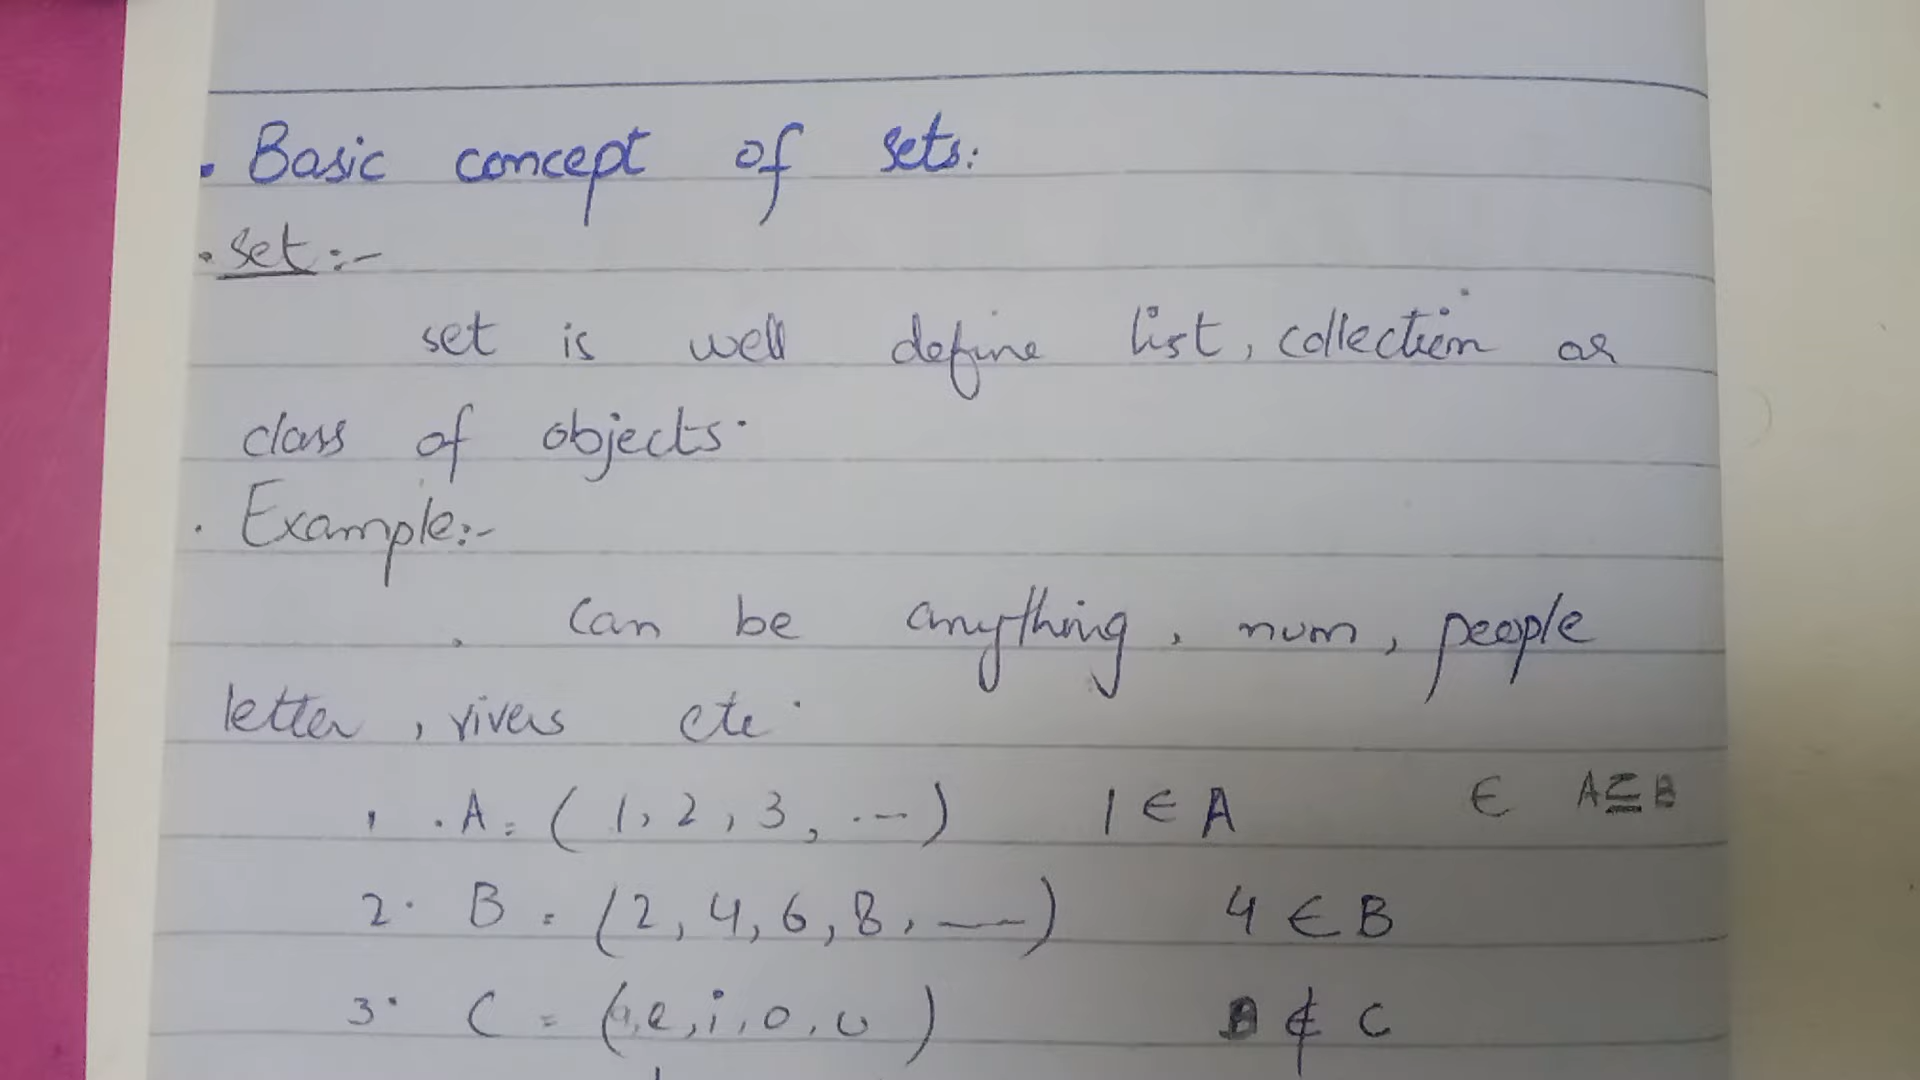 . Basic concept of sets:
. set :-
set is well define list, collection or
class of objects.
. Example:-
can be anything, num, people
letter, rivers etc.
1. A = ( 1, 2, 3, ---) 1 ∈ A ∈ A ⊆ B
2. B = (2, 4, 6, 8, ---) 4 ∈ B
3. C = (a, e, i, o, u ) ∉ C